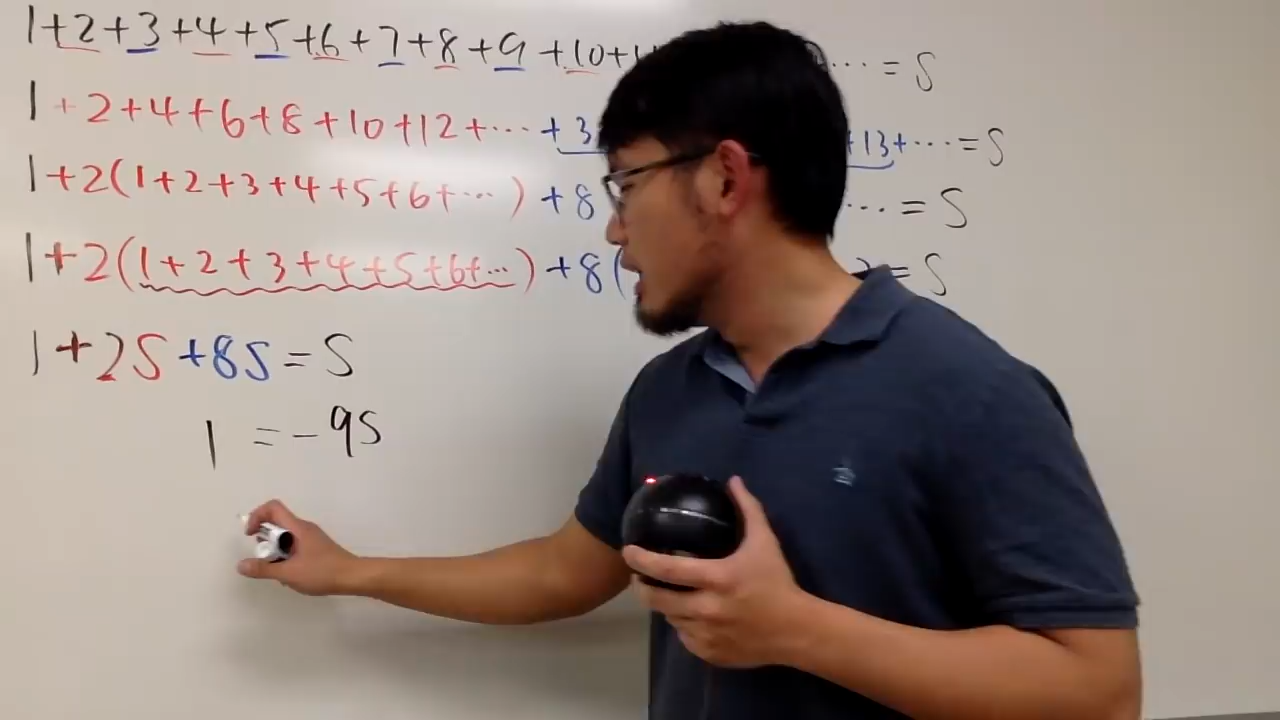 1+2+3+4+5+6+7+8+9+10+ ... = S
1+2+4+6+8+10+12+...+3 +13+...= S
1+2(1+2+3+4+5+6+...)+8 ... = S
1+2(1+2+3+4+5+6+...)+8( = S
1+2S+8S=S
1 =-9S